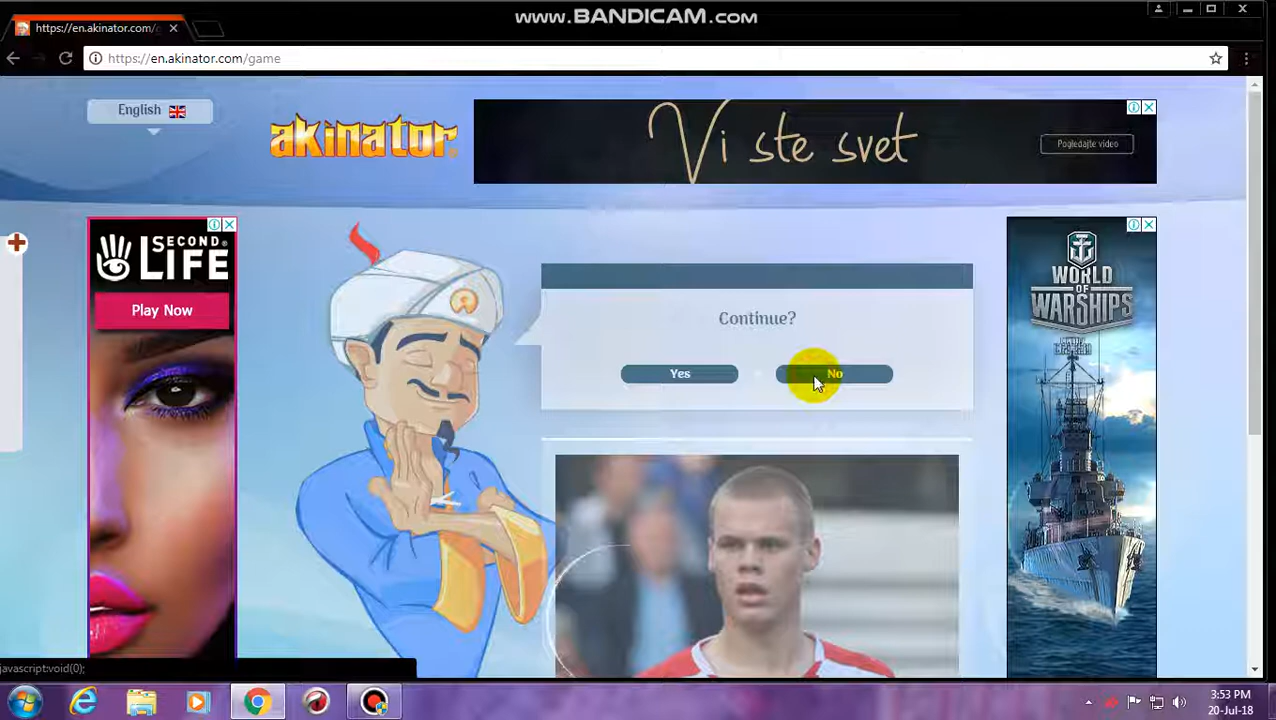 www.BANDICAM.com
https://en.akinator.com/
https://en.akinator.com/game
English
akinator
Vi ste svet
Pogledajte video
SECOND
LIFE
Play Now
Continue?
Yes
No
WORLD
OF
WARSHIPS
javascript:void(0);
3:53 PM
20-Jul-18